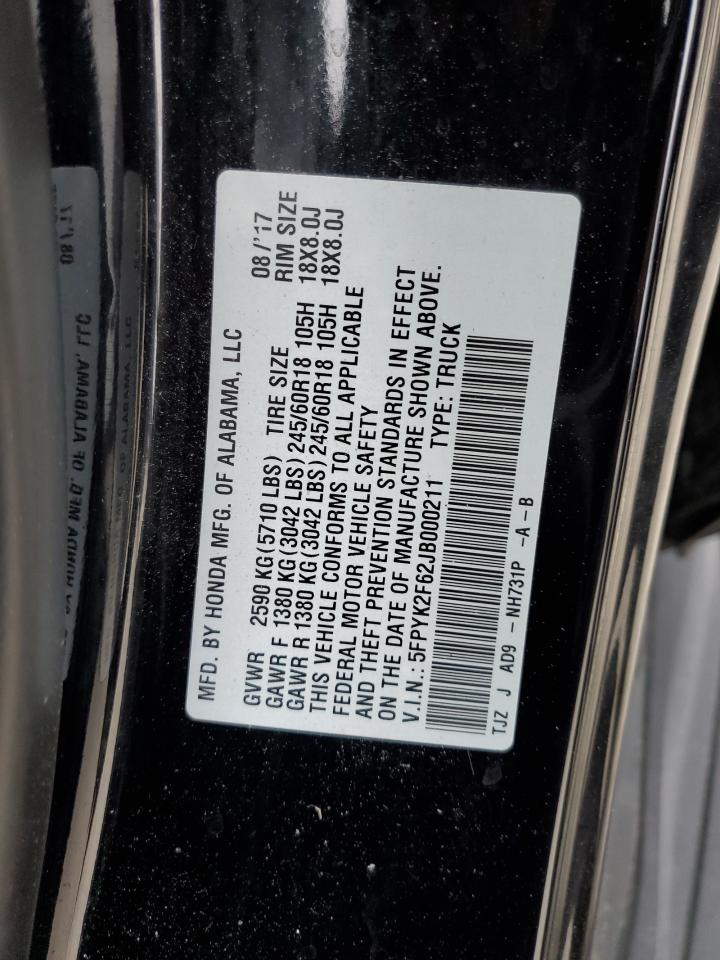 MFD. BY HONDA MFG. OF ALABAMA, LLC
08/'17
GVWR 2590 KG(5710 LBS) TIRE SIZE RIM SIZE
GAWR F 1380 KG(3042 LBS) 245/60R18 105H 18X8.0J
GAWR R 1380 KG(3042 LBS) 245/60R18 105H 18X8.0J
THIS VEHICLE CONFORMS TO ALL APPLICABLE
FEDERAL MOTOR VEHICLE SAFETY
AND THEFT PREVENTION STANDARDS IN EFFECT
ON THE DATE OF MANUFACTURE SHOWN ABOVE.
V.I.N.: 5FPYK2F62JB000211 TYPE: TRUCK
TJZ J AD9 - NH731P -A-B
OF ALABAMA, LLC